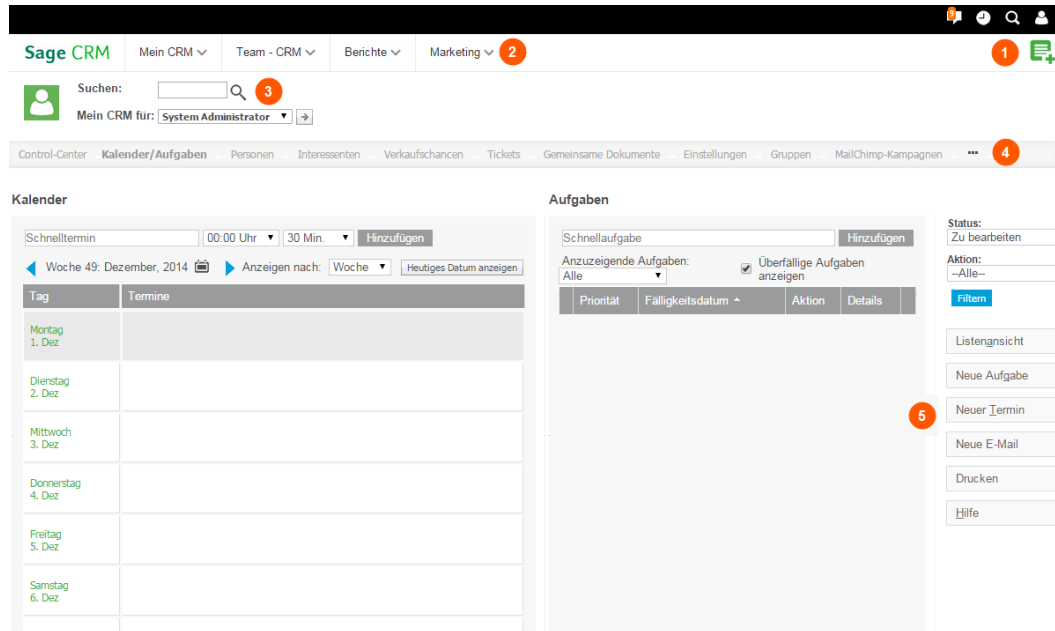 9
Sage CRM Mein CRM Team - CRM Berichte Marketing 2 1
Suchen: 3
Mein CRM für: System Administrator
Control-Center Kalender/Aufgaben Personen Interessenten Verkaufschancen Tickets Gemeinsame Dokumente Einstellungen Gruppen MailChimp-Kampagnen ... 4
Kalender
Schnelltermin 00:00 Uhr 30 Min. Hinzufügen
Woche 49: Dezember, 2014 Anzeigen nach: Woche Heutiges Datum anzeigen
Tag Termine
Montag
1. Dez
Dienstag
2. Dez
Mittwoch
3. Dez
Donnerstag
4. Dez
Freitag
5. Dez
Samstag
6. Dez
Aufgaben
Schnellaufgabe Hinzufügen
Anzuzeigende Aufgaben:
Alle
Überfällige Aufgaben
anzeigen
Priorität Fälligkeitsdatum Aktion Details
Status:
Zu bearbeiten
Aktion:
--Alle--
Filtern
Listenansicht
Neue Aufgabe
5 Neuer Termin
Neue E-Mail
Drucken
Hilfe